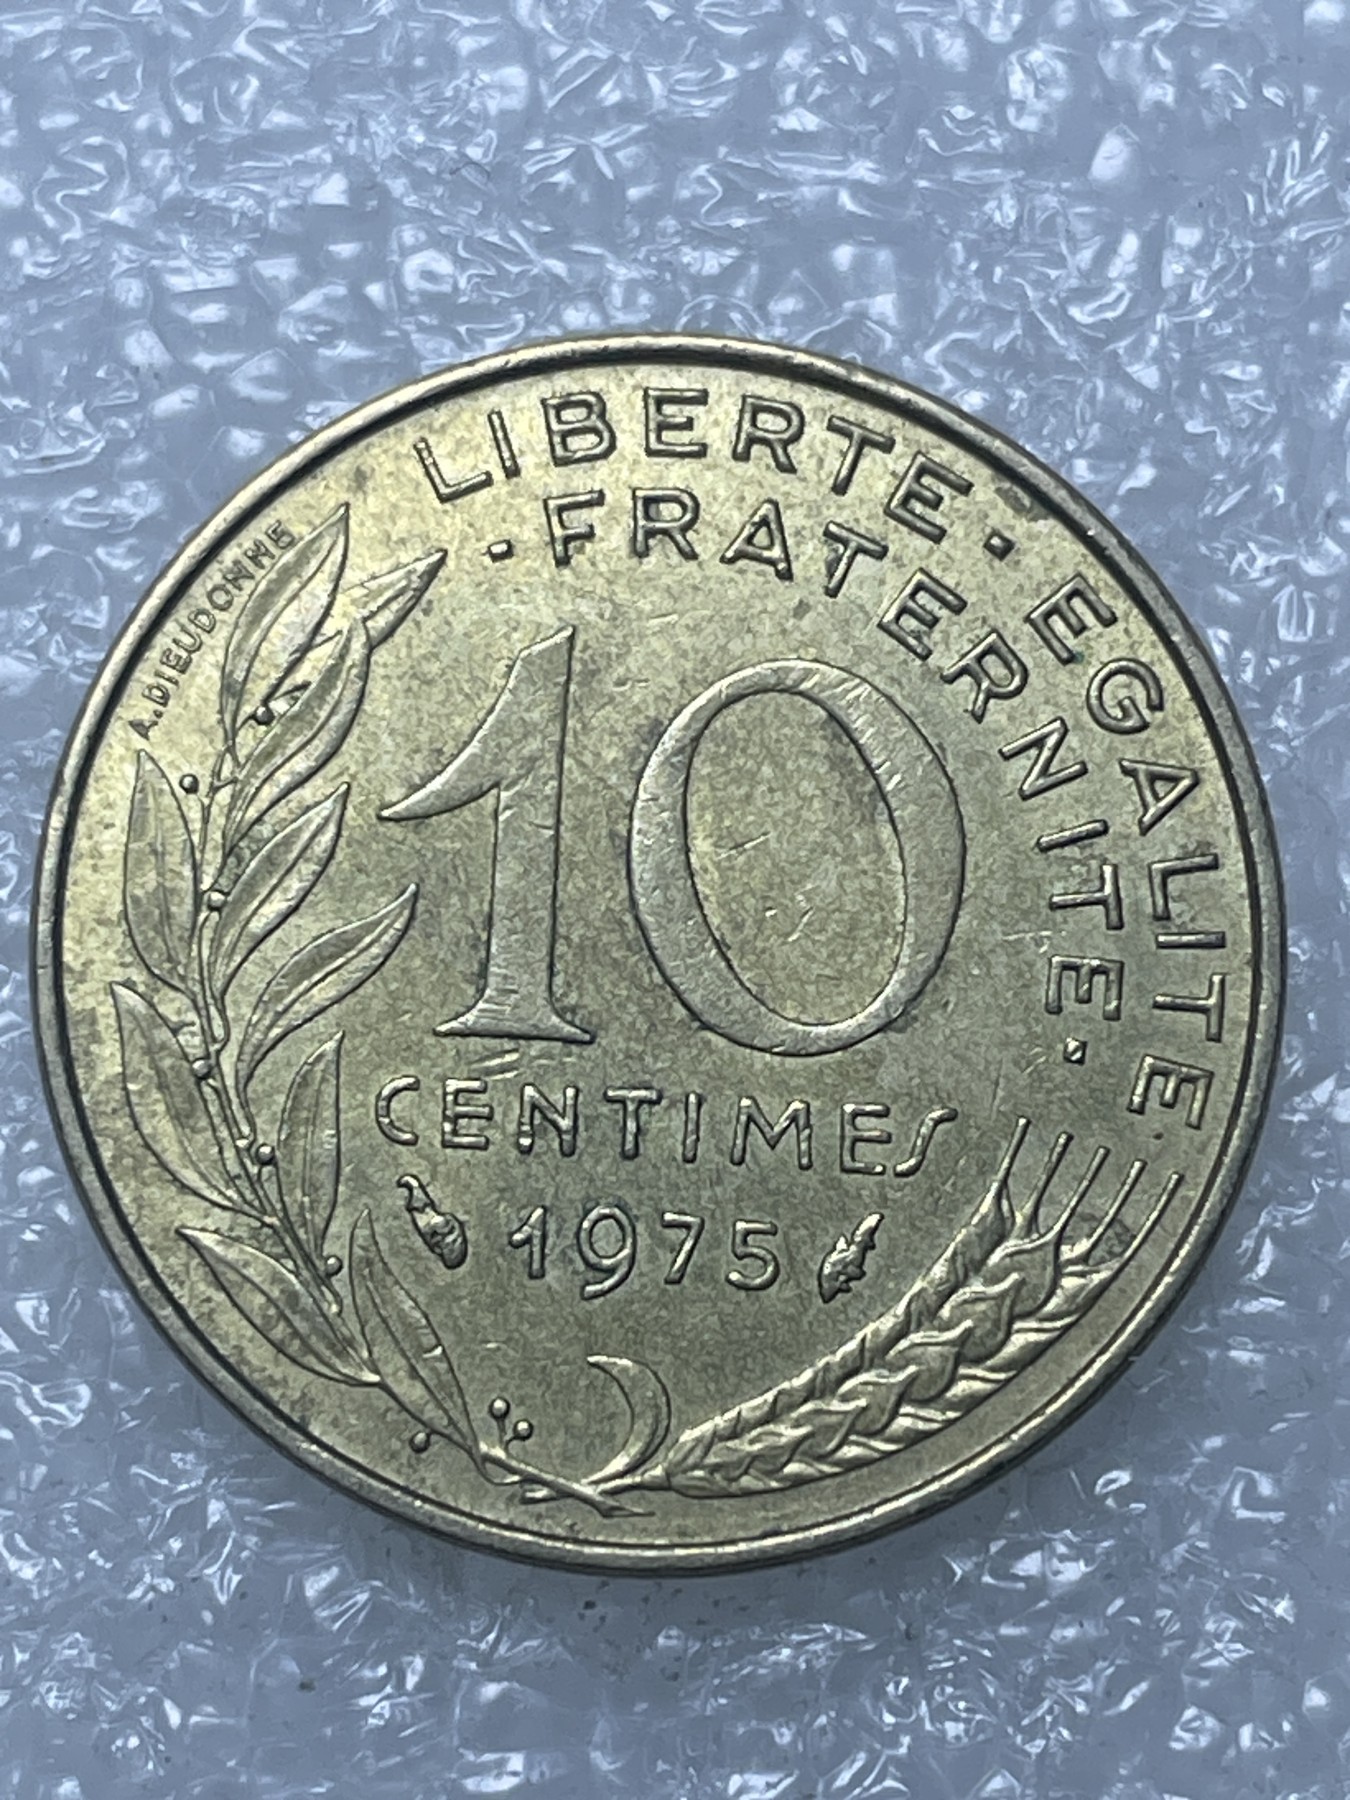 LIBERTE · EGALITE
· FRATERNITE ·
A.DIEUDONNE
10
CENTIMES
1975